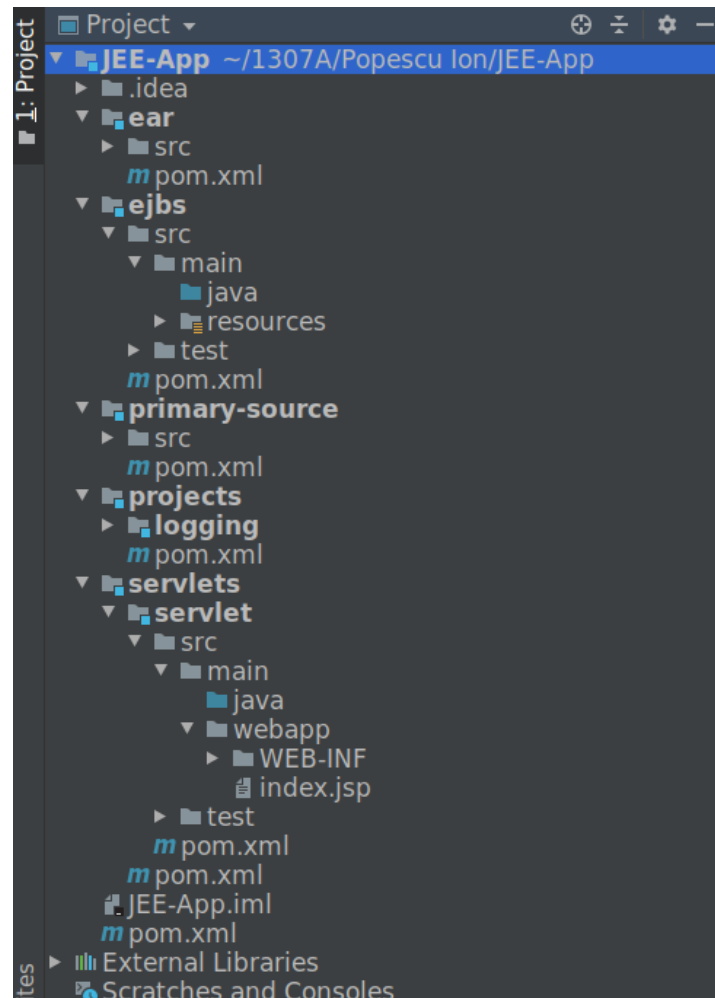 Project
1: Project
JEE-App ~/1307A/Popescu Ion/JEE-App
.idea
ear
src
m pom.xml
ejbs
src
main
java
resources
test
m pom.xml
primary-source
src
m pom.xml
projects
logging
m pom.xml
servlets
servlet
src
main
java
webapp
WEB-INF
index.jsp
test
m pom.xml
m pom.xml
JEE-App.iml
m pom.xml
External Libraries
Scratches and Consoles